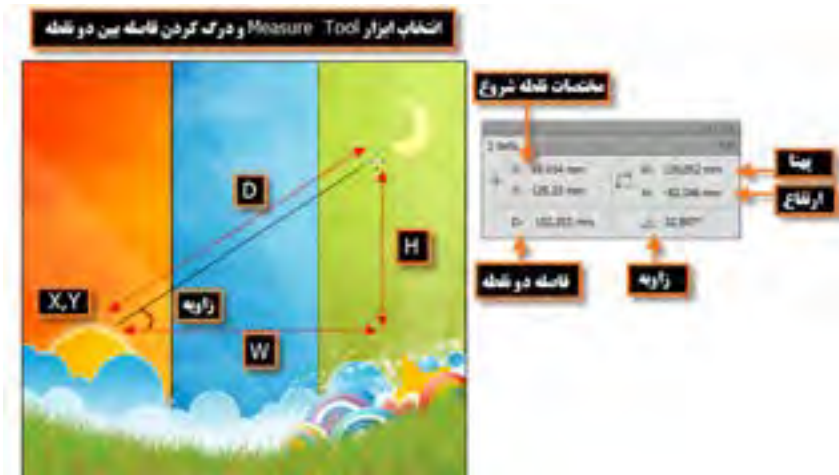 انتخاب ابزار Measure Tool و درک کردن فاصله بین دو نقطه
مختصات نقطه شروع
پهنا
ارتفاع
D
H
X,Y
زاویه
W
فاصله دو نقطه
زاویه